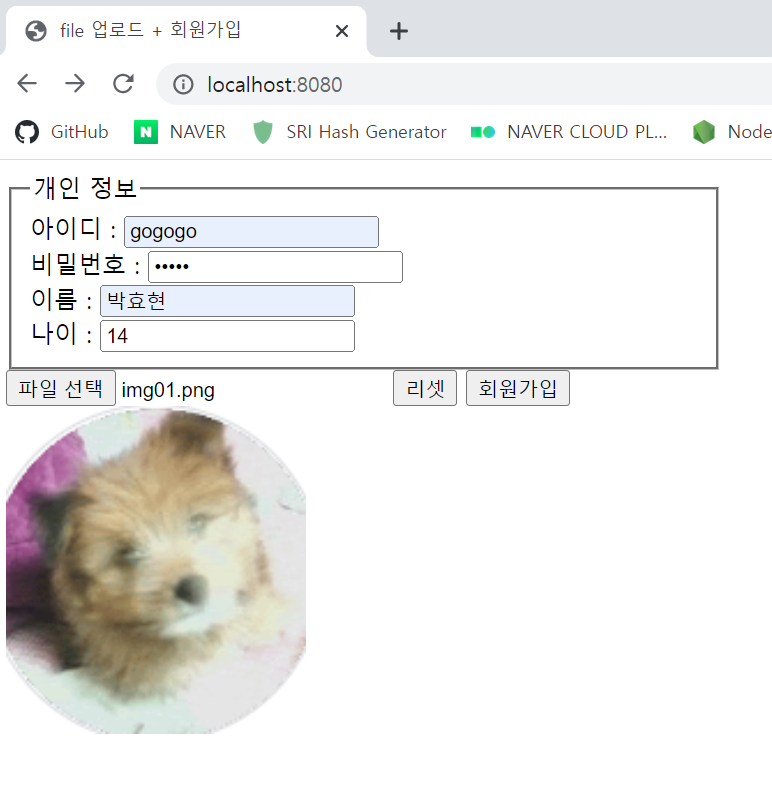 file 업로드 + 회원가입
localhost:8080
GitHub NAVER SRI Hash Generator NAVER CLOUD PL... Node
개인 정보
아이디 : gogogo
비밀번호 : •••••
이름 : 박효현
나이 : 14
파일 선택 img01.png 리셋 회원가입